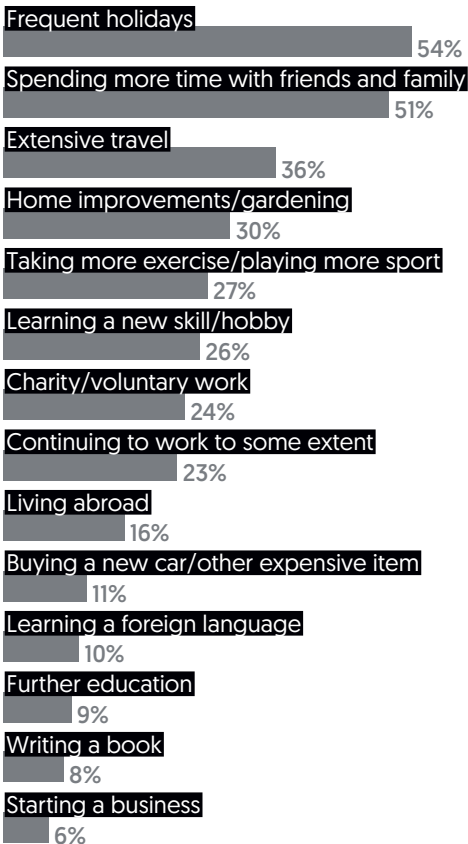 Frequent holidays
54%
Spending more time with friends and family
51%
Extensive travel
36%
Home improvements/gardening
30%
Taking more exercise/playing more sport
27%
Learning a new skill/hobby
26%
Charity/voluntary work
24%
Continuing to work to some extent
23%
Living abroad
16%
Buying a new car/other expensive item
11%
Learning a foreign language
10%
Further education
9%
Writing a book
8%
Starting a business
6%